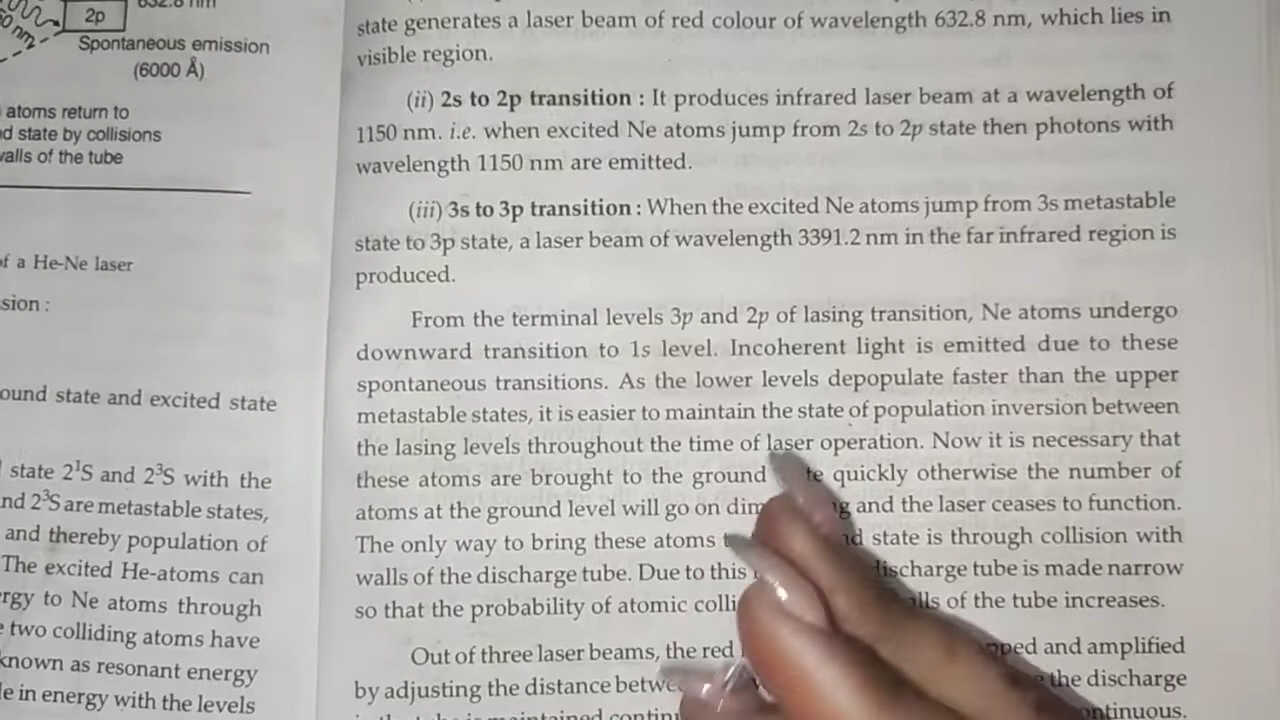 632.8 nm
2p
Spontaneous emission
(6000 Å)
atoms return to
d state by collisions
walls of the tube
of a He-Ne laser
sion :
ound state and excited state
state 2¹S and 2³S with the
nd 2³S are metastable states,
and thereby population of
The excited He-atoms can
rgy to Ne atoms through
two colliding atoms have
known as resonant energy
le in energy with the levels
state generates a laser beam of red colour of wavelength 632.8 nm, which lies in
visible region.
(ii) 2s to 2p transition : It produces infrared laser beam at a wavelength of
1150 nm. i.e. when excited Ne atoms jump from 2s to 2p state then photons with
wavelength 1150 nm are emitted.
(iii) 3s to 3p transition : When the excited Ne atoms jump from 3s metastable
state to 3p state, a laser beam of wavelength 3391.2 nm in the far infrared region is
produced.
From the terminal levels 3p and 2p of lasing transition, Ne atoms undergo
downward transition to 1s level. Incoherent light is emitted due to these
spontaneous transitions. As the lower levels depopulate faster than the upper
metastable states, it is easier to maintain the state of population inversion between
the lasing levels throughout the time of laser operation. Now it is necessary that
these atoms are brought to the ground te quickly otherwise the number of
atoms at the ground level will go on dim g and the laser ceases to function.
The only way to bring these atoms d state is through collision with
walls of the discharge tube. Due to this discharge tube is made narrow
so that the probability of atomic colli lls of the tube increases.
Out of three laser beams, the red pped and amplified
by adjusting the distance betwe the discharge
ontinuous.